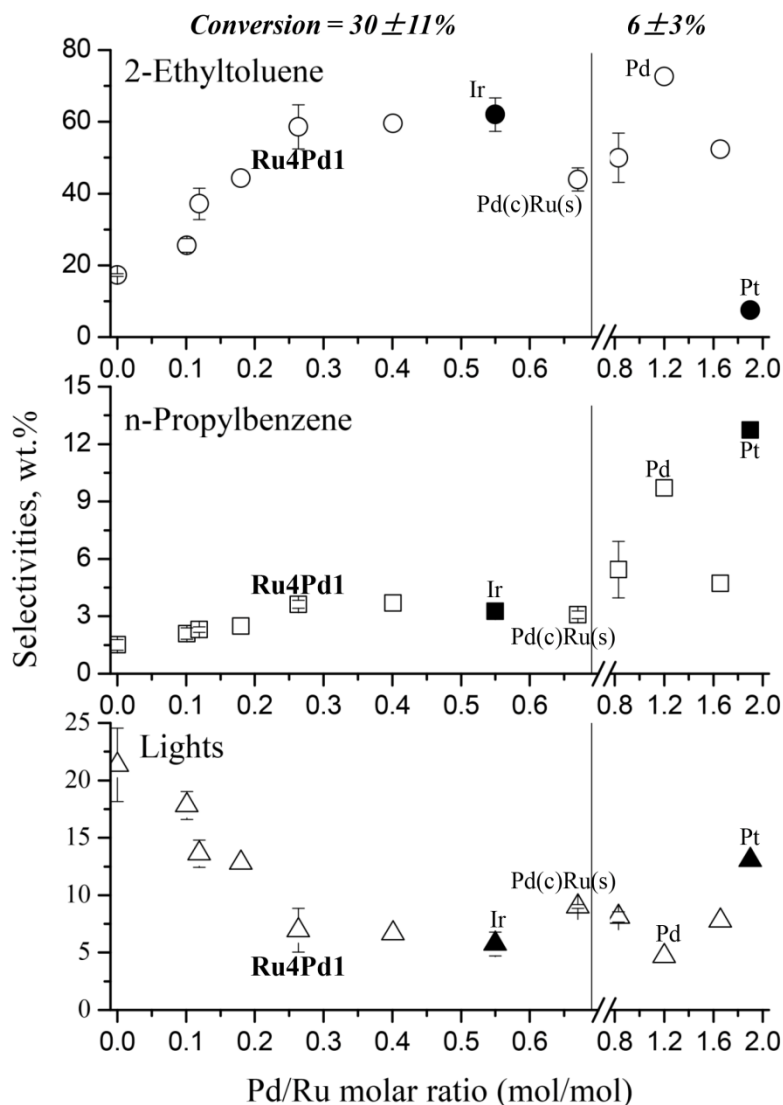 Conversion = 30 ±11% 6 ±3%
80
60
40
20
0
2-Ethyltoluene
Ru4Pd1
Ir
Pd(c)Ru(s)
Pd
Pt
0.0 0.1 0.2 0.3 0.4 0.5 0.6 0.8 1.2 1.6 2.0
15
12
9
6
3
0
n-Propylbenzene
Ru4Pd1
Ir
Pd(c)Ru(s)
Pd
Pt
0.0 0.1 0.2 0.3 0.4 0.5 0.6 0.8 1.2 1.6 2.0
25
20
15
10
5
0
Lights
Ru4Pd1
Ir
Pd(c)Ru(s)
Pd
Pt
0.0 0.1 0.2 0.3 0.4 0.5 0.6 0.8 1.2 1.6 2.0
Selectivities, wt.%
Pd/Ru molar ratio (mol/mol)